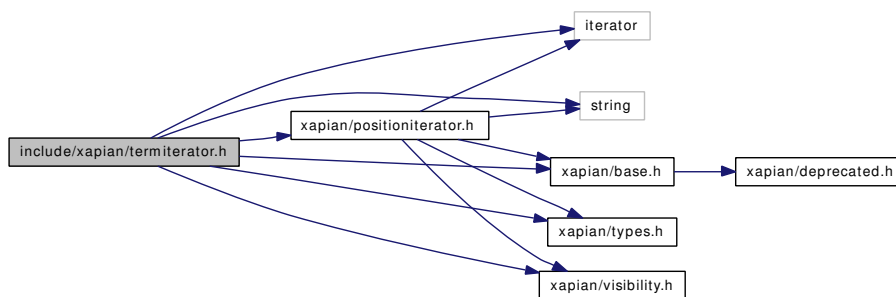 iterator
string
xapian/positioniterator.h
include/xapian/termiterator.h
xapian/base.h
xapian/deprecated.h
xapian/types.h
xapian/visibility.h